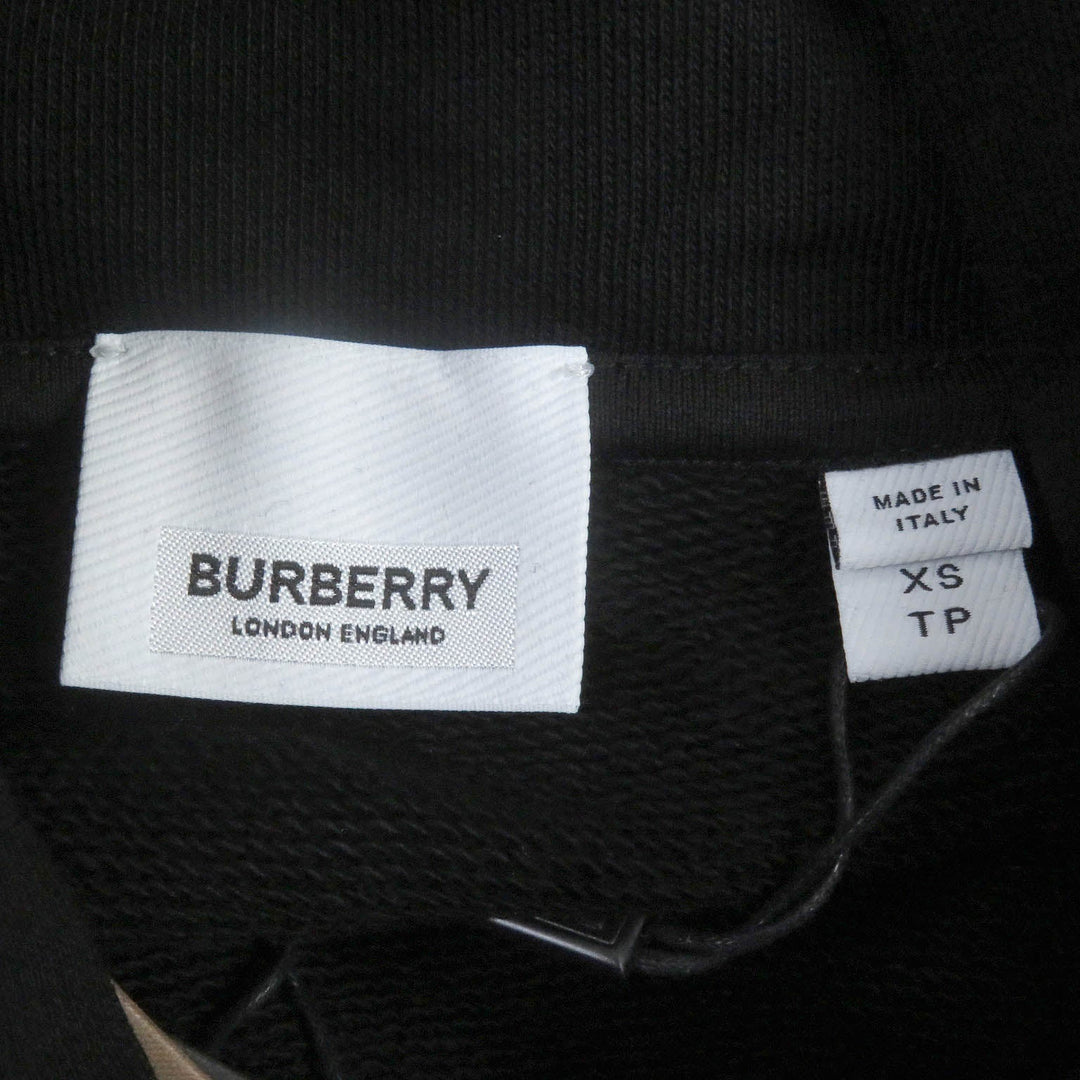 BURBERRY
LONDON ENGLAND
MADE IN
ITALY
XS
TP